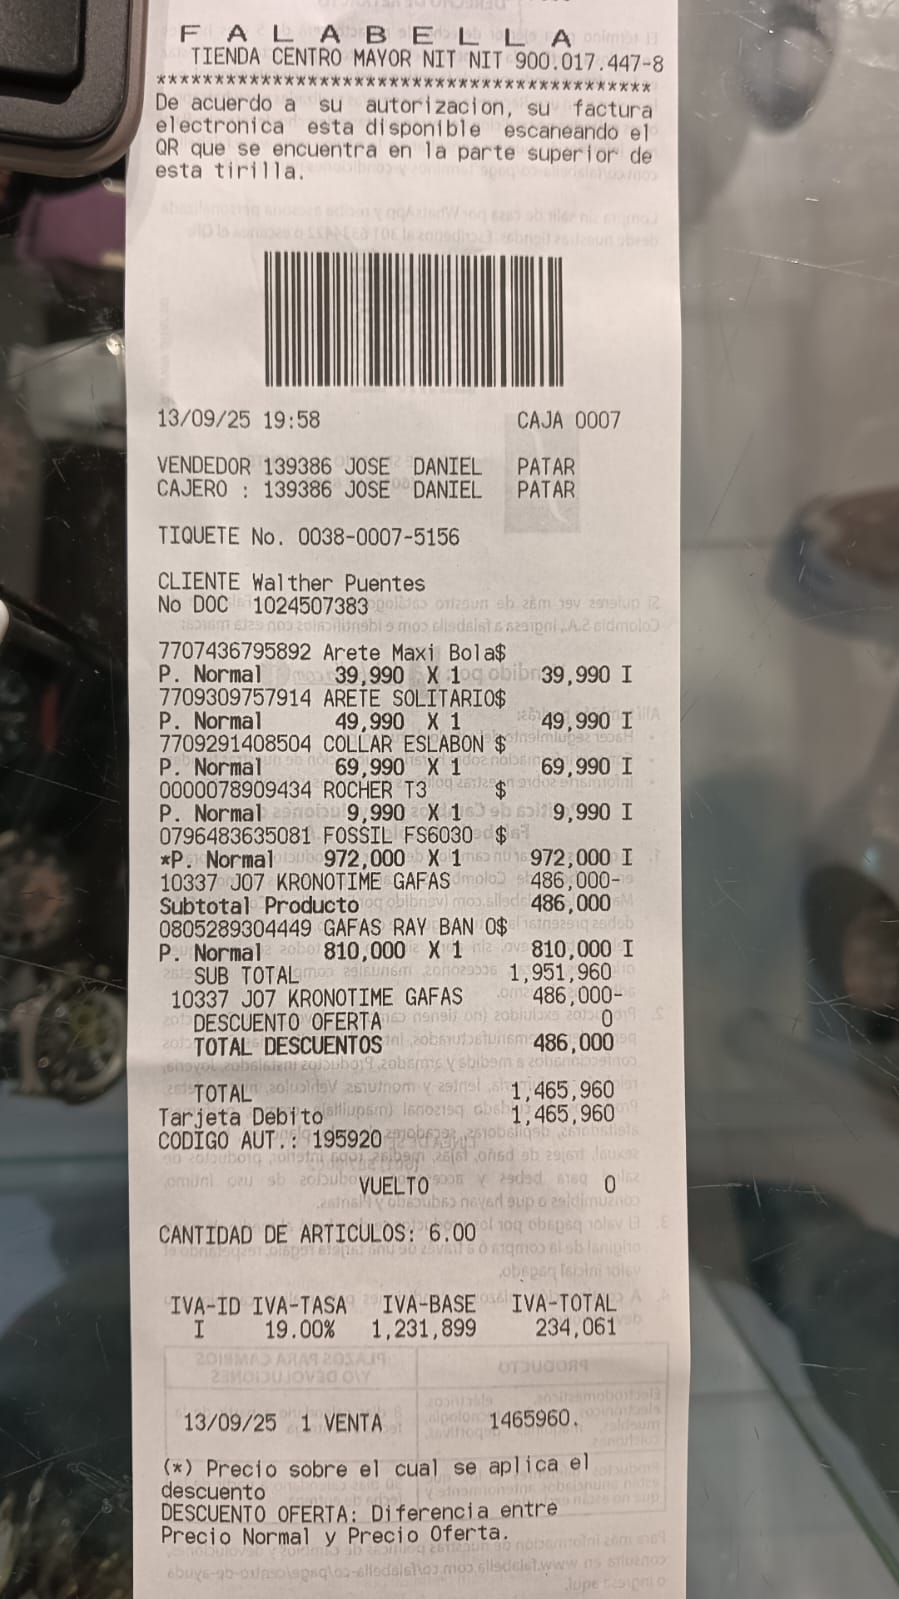 F A L A B E L L A
TIENDA CENTRO MAYOR NIT NIT 900.017.447-8
******************************************
De acuerdo a su autorizacion, su factura
electronica esta disponible escaneando el
QR que se encuentra en la parte superior de
esta tirilla.
13/09/25 19:58 CAJA 0007
VENDEDOR 139386 JOSE DANIEL PATAR
CAJERO : 139386 JOSE DANIEL PATAR
TIQUETE No. 0038-0007-5156
CLIENTE Walther Puentes
No DOC 1024507383
7707436795892 Arete Maxi Bola$
P. Normal 39,990 X 1 39,990 I
7709309757914 ARETE SOLITARIO$
P. Normal 49,990 X 1 49,990 I
7709291408504 COLLAR ESLABON $
P. Normal 69,990 X 1 69,990 I
0000078909434 ROCHER T3 $
P. Normal 9,990 X 1 9,990 I
0796483635081 FOSSIL FS6030 $
*P. Normal 972,000 X 1 972,000 I
10337 J07 KRONOTIME GAFAS 486,000-
Subtotal Producto 486,000
0805289304449 GAFAS RAY BAN O$
P. Normal 810,000 X 1 810,000 I
SUB TOTAL 1,951,960
10337 J07 KRONOTIME GAFAS 486,000-
DESCUENTO OFERTA 0
TOTAL DESCUENTOS 486,000
TOTAL 1,465,960
Tarjeta Debito 1,465,960
CODIGO AUT.: 195920
VUELTO 0
CANTIDAD DE ARTICULOS: 6.00
IVA-ID IVA-TASA IVA-BASE IVA-TOTAL
I 19.00% 1,231,899 234,061
13/09/25 1 VENTA 1465960.
(*) Precio sobre el cual se aplica el
descuento
DESCUENTO OFERTA: Diferencia entre
Precio Normal y Precio Oferta.